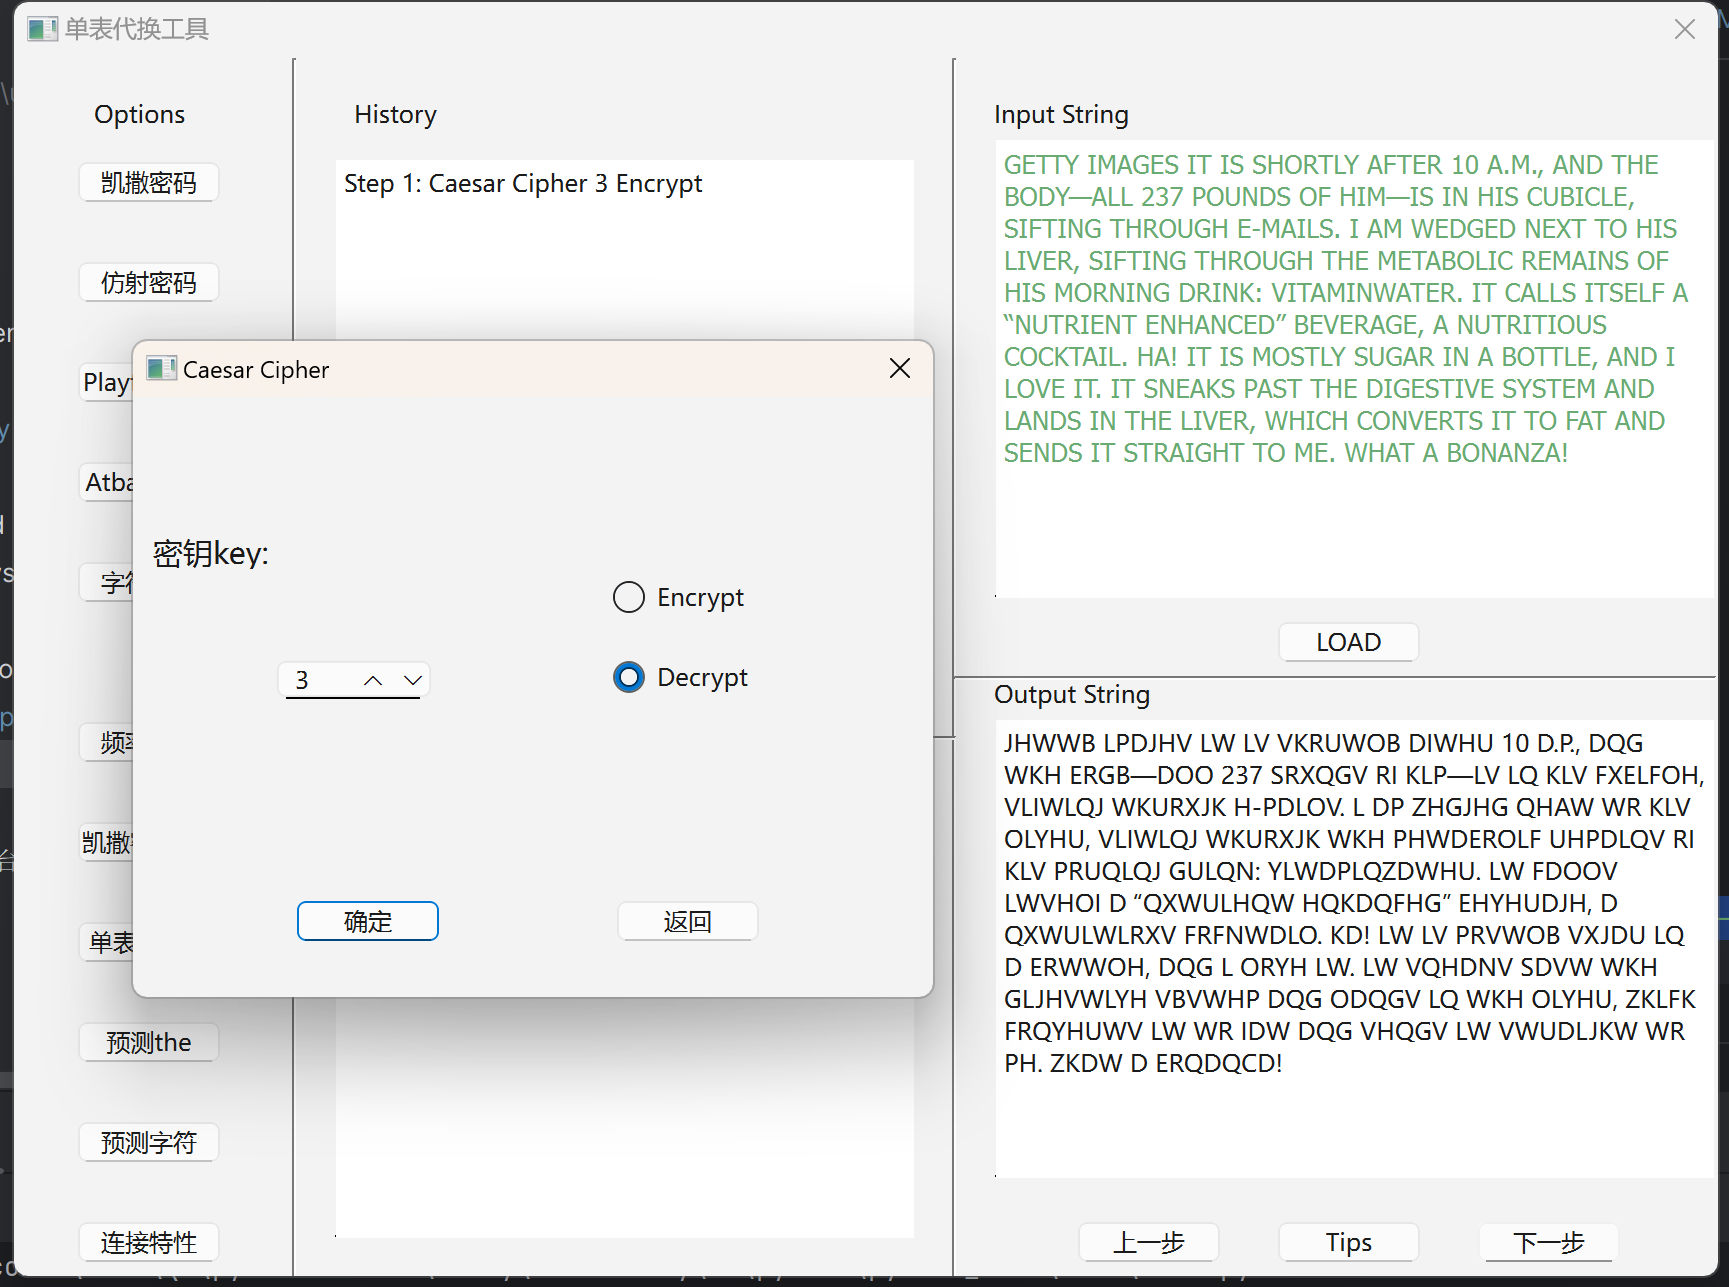 单表代换工具
Options
凯撒密码
仿射密码
Playf
Atba
字符
频率
凯撒
单表
预测the
预测字符
连接特性
History
Step 1: Caesar Cipher 3 Encrypt
Caesar Cipher
密钥key:
3
Encrypt
Decrypt
确定
返回
Input String
GETTY IMAGES IT IS SHORTLY AFTER 10 A.M., AND THE
BODY—ALL 237 POUNDS OF HIM—IS IN HIS CUBICLE,
SIFTING THROUGH E-MAILS. I AM WEDGED NEXT TO HIS
LIVER, SIFTING THROUGH THE METABOLIC REMAINS OF
HIS MORNING DRINK: VITAMINWATER. IT CALLS ITSELF A
“NUTRIENT ENHANCED” BEVERAGE, A NUTRITIOUS
COCKTAIL. HA! IT IS MOSTLY SUGAR IN A BOTTLE, AND I
LOVE IT. IT SNEAKS PAST THE DIGESTIVE SYSTEM AND
LANDS IN THE LIVER, WHICH CONVERTS IT TO FAT AND
SENDS IT STRAIGHT TO ME. WHAT A BONANZA!
LOAD
Output String
JHWWB LPDJHV LW LV VKRUWOB DIWHU 10 D.P., DQG
WKH ERGB—DOO 237 SRXQGV RI KLP—LV LQ KLV FXELFOH,
VLIWLQJ WKURXJK H-PDLOV. L DP ZHGJHG QHAW WR KLV
OLYHU, VLIWLQJ WKURXJK WKH PHWDEROLF UHPDLQV RI
KLV PRUQLQJ GULQN: YLWDPLQZDWHU. LW FDOOV
LWVHOI D “QXWULHQW HQKDQFHG” EHYHUDJH, D
QXWULWLRXV FRFNWDLO. KD! LW LV PRVWOB VXJDU LQ
D ERWWOH, DQG L ORYH LW. LW VQHDNV SDVW WKH
GLJHVWLYH VBVWHP DQG ODQGV LQ WKH OLYHU, ZKLFK
FRQYHUWV LW WR IDW DQG VHQGV LW VWUDLJKW WR
PH. ZKDW D ERQDQCD!
上一步
Tips
下一步